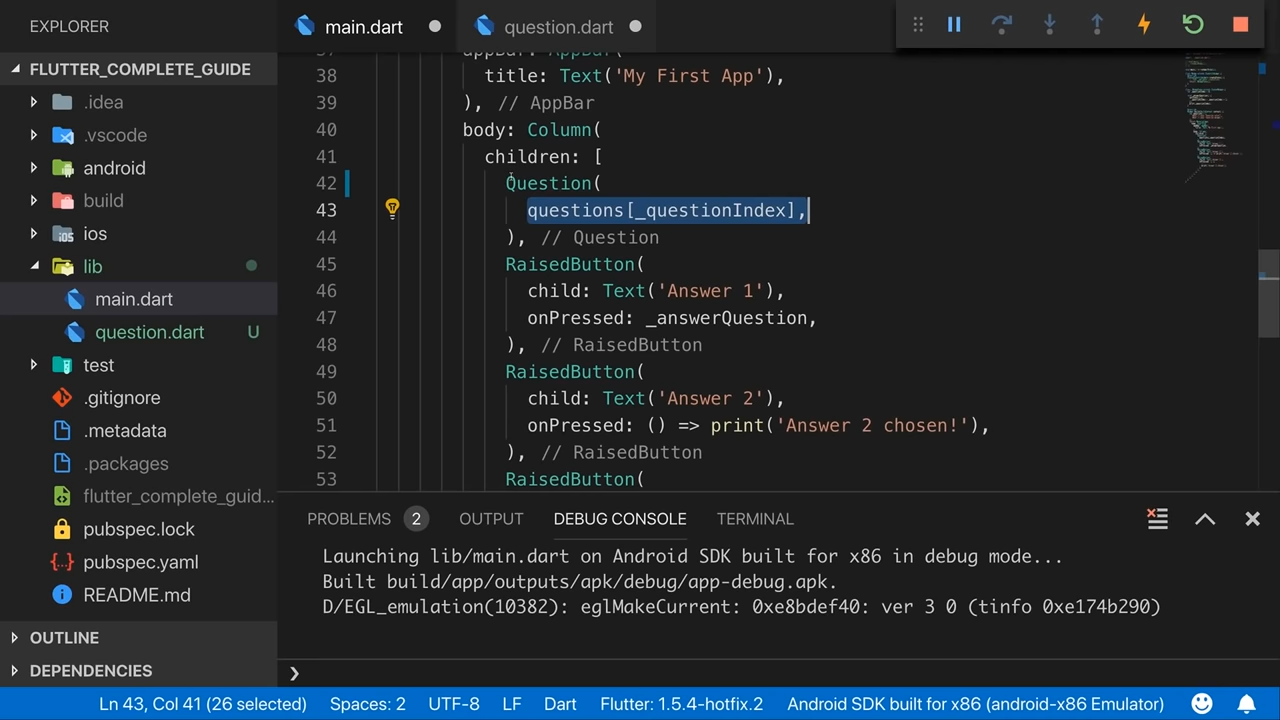 EXPLORER
main.dart
question.dart
FLUTTER_COMPLETE_GUIDE
.idea
.vscode
android
build
ios
lib
main.dart
question.dart U
test
.gitignore
.metadata
.packages
flutter_complete_guid...
pubspec.lock
pubspec.yaml
README.md
OUTLINE
DEPENDENCIES
appBar: AppBar(
38 title: Text('My First App'),
39 ), // AppBar
40 body: Column(
41 children: [
42 Question(
43 questions[_questionIndex],
44 ), // Question
45 RaisedButton(
46 child: Text('Answer 1'),
47 onPressed: _answerQuestion,
48 ), // RaisedButton
49 RaisedButton(
50 child: Text('Answer 2'),
51 onPressed: () => print('Answer 2 chosen!'),
52 ), // RaisedButton
53 RaisedButton(
PROBLEMS 2 OUTPUT DEBUG CONSOLE TERMINAL
Launching lib/main.dart on Android SDK built for x86 in debug mode...
Built build/app/outputs/apk/debug/app-debug.apk.
D/EGL_emulation(10382): eglMakeCurrent: 0xe8bdef40: ver 3 0 (tinfo 0xe174b290)
Ln 43, Col 41 (26 selected) Spaces: 2 UTF-8 LF Dart Flutter: 1.5.4-hotfix.2 Android SDK built for x86 (android-x86 Emulator)